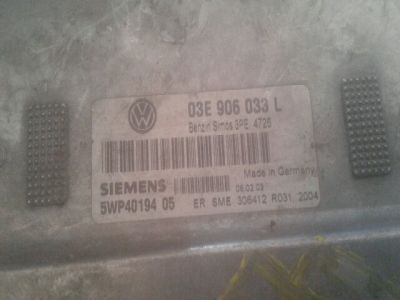 03E 906 033 L
Benzin Simos 3PE 4725
Made in Germany
SIEMENS
06.02.03
5WP40194 05 ER SME 306412 R031 2004